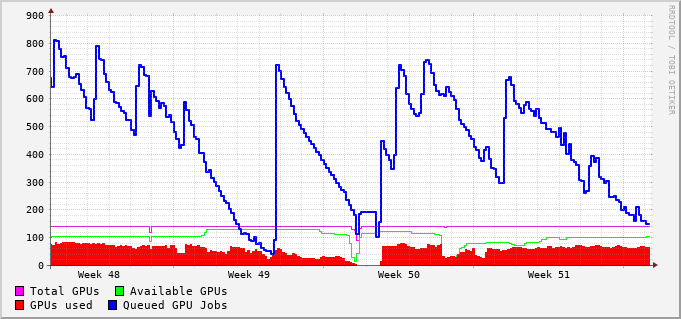 900
800
700
600
500
400
300
200
100
0
Week 48 Week 49 Week 50 Week 51
Total GPUs Available GPUs
GPUs used Queued GPU Jobs
RRDTOOL / TOBI OETIKER